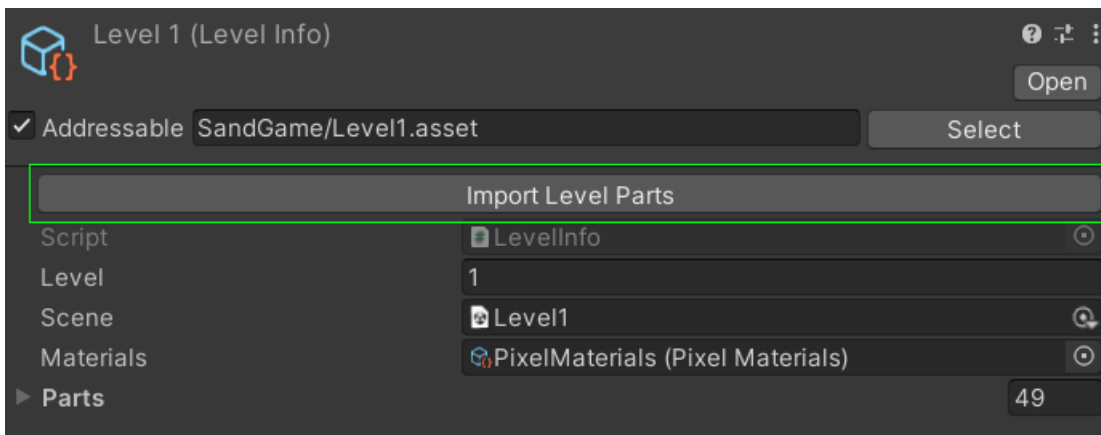 Level 1 (Level Info)
Open
Addressable SandGame/Level1.asset Select
Import Level Parts
Script LevelInfo
Level 1
Scene Level1
Materials PixelMaterials (Pixel Materials)
Parts 49